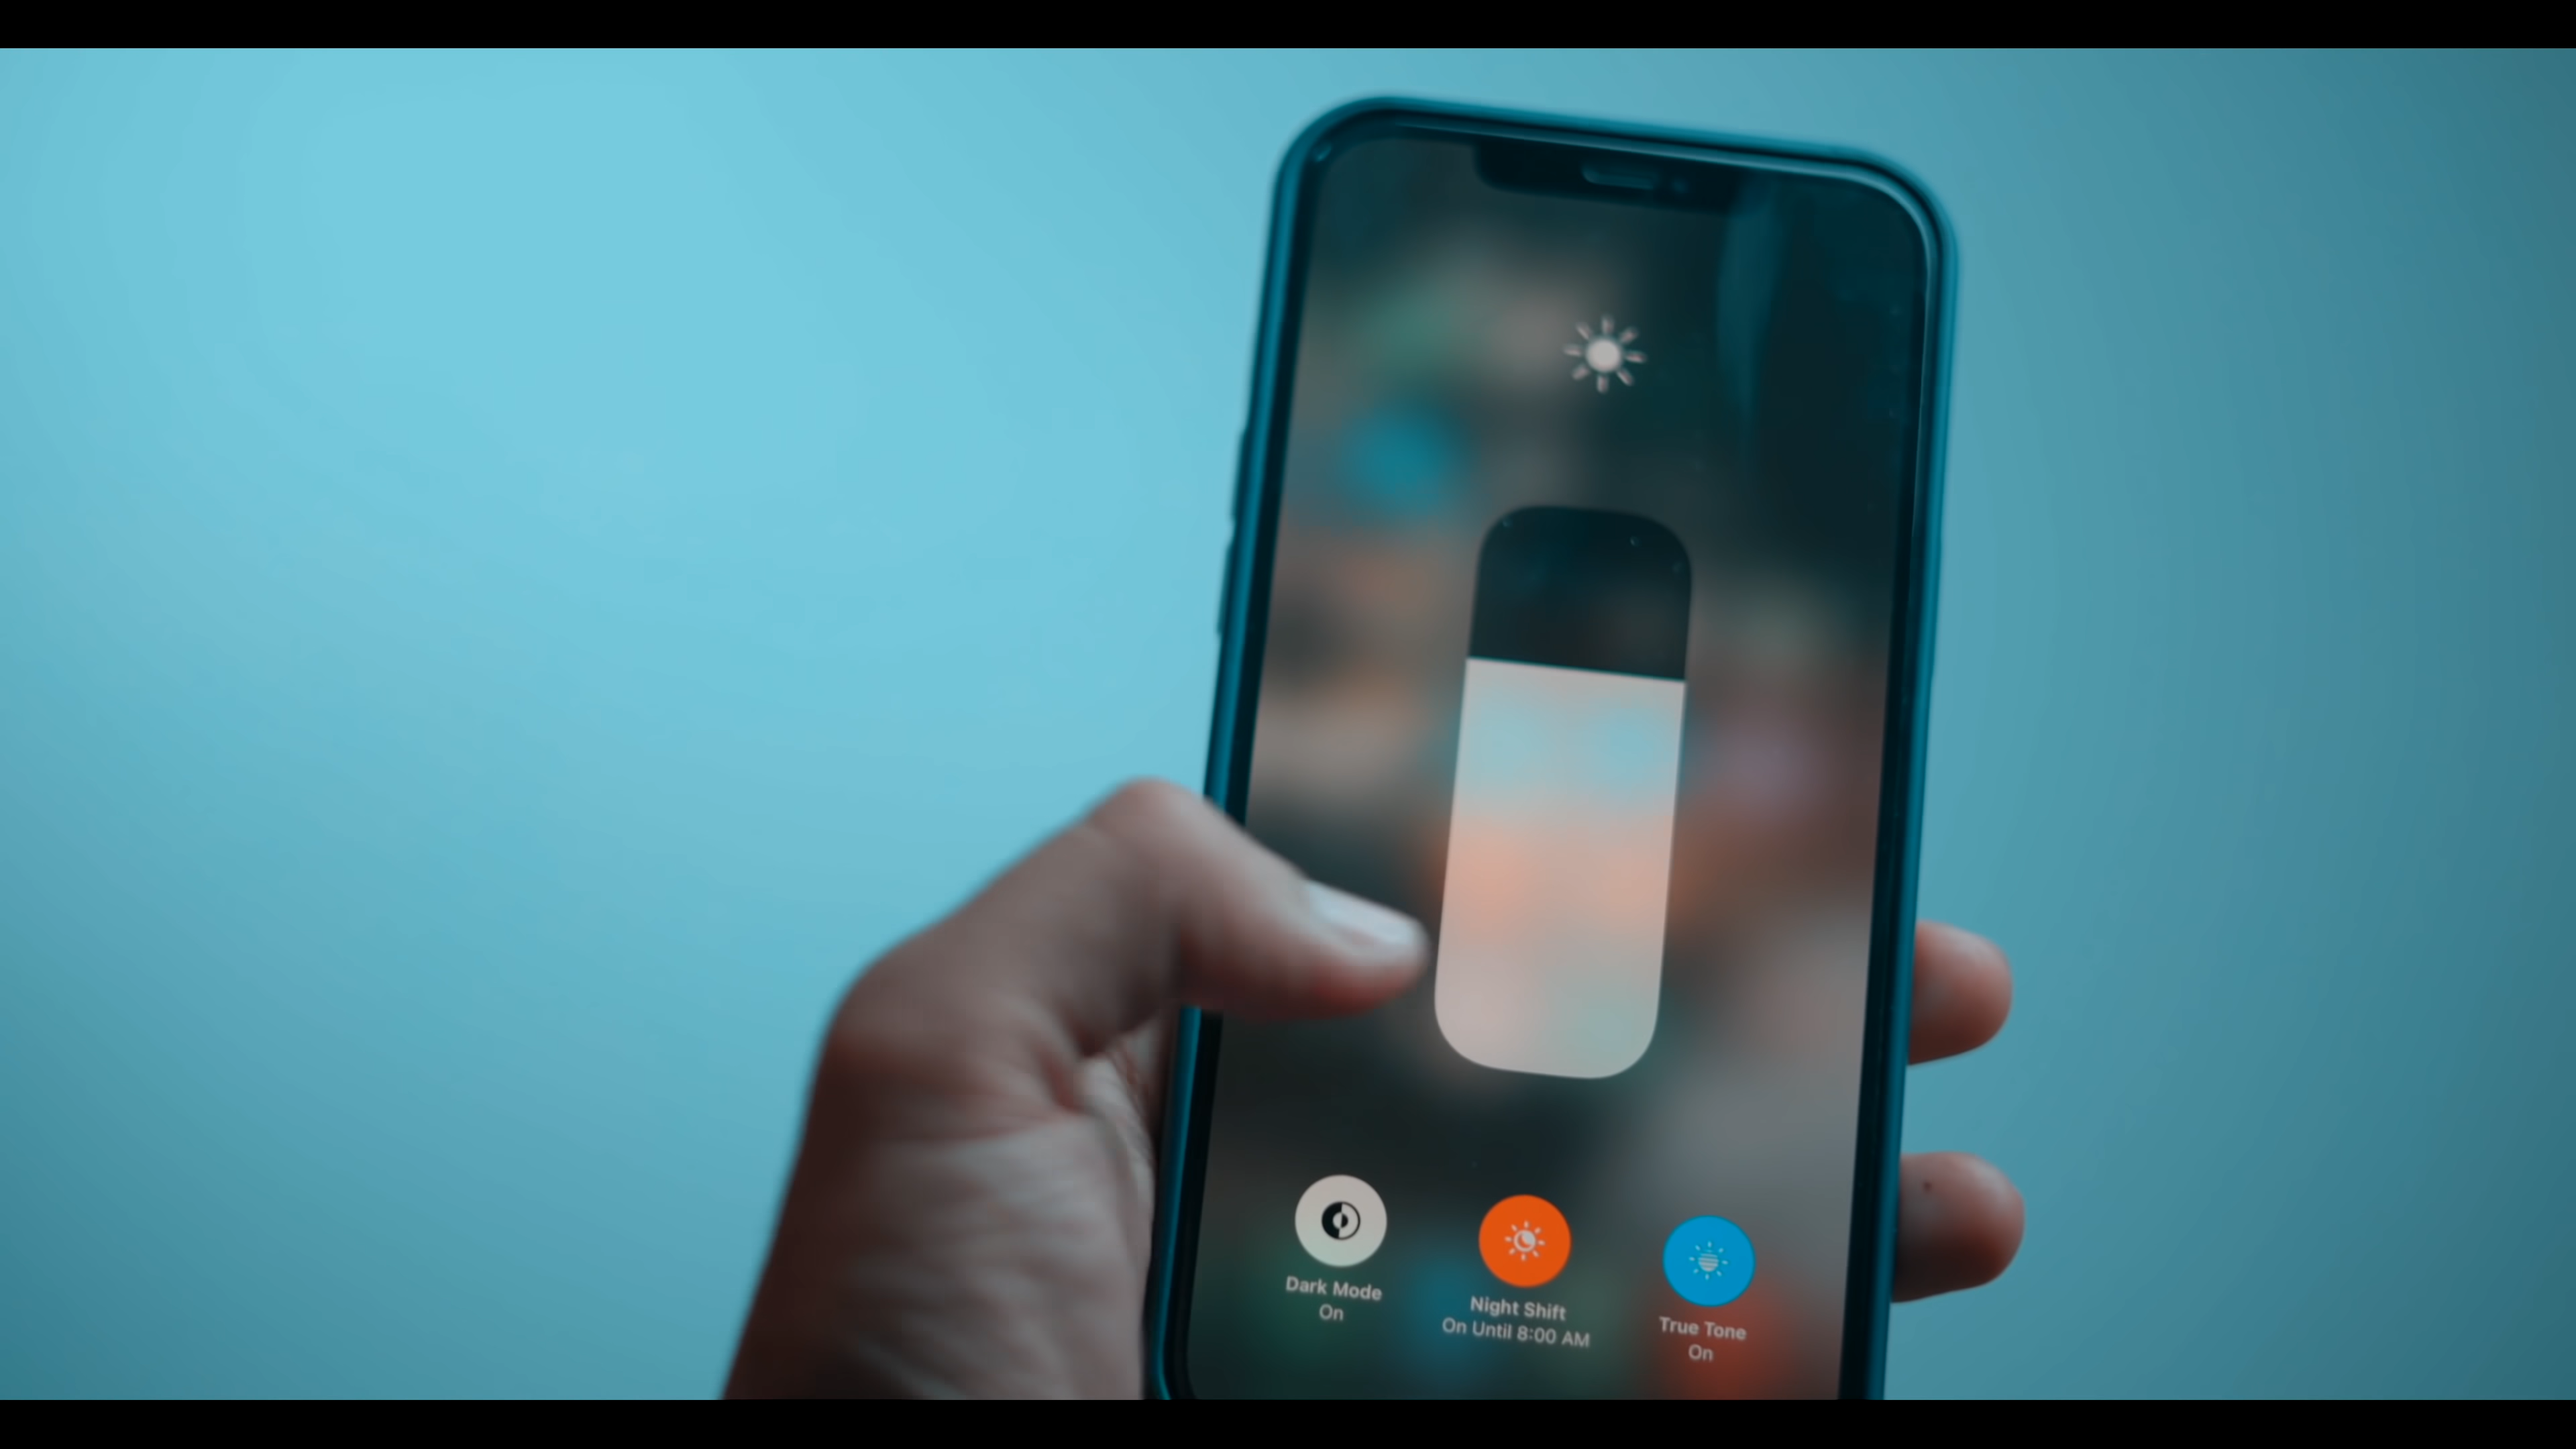 Dark Mode
On
Night Shift
On Until 8:00 AM
True Tone
On